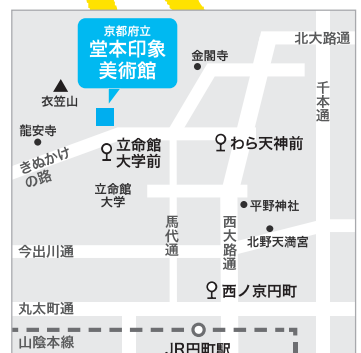 京都府立
堂本印象
美術館
北大路通
金閣寺
衣笠山
千本通
龍安寺
立命館
大学前
わら天神前
きぬかけ
の路
立命館
大学
平野神社
馬代通
西大路通
北野天満宮
今出川通
西ノ京円町
丸太町通
山陰本線
JR円町駅